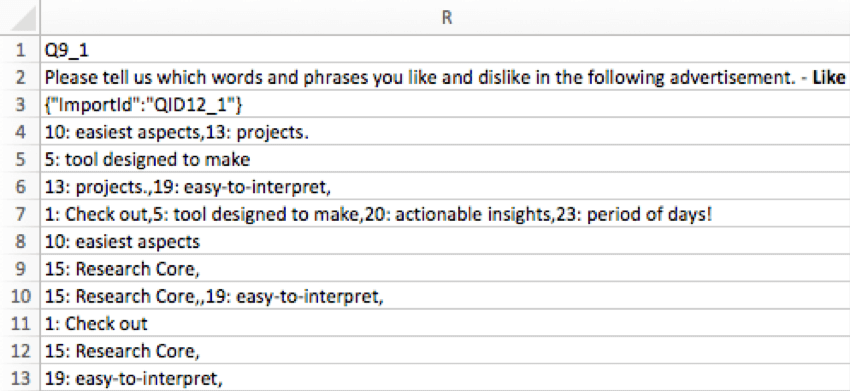 R
1 Q9_1
2 Please tell us which words and phrases you like and dislike in the following advertisement. - Like
3 {"ImportId":"QID12_1"}
4 10: easiest aspects,13: projects.
5 5: tool designed to make
6 13: projects.,19: easy-to-interpret,
7 1: Check out,5: tool designed to make,20: actionable insights,23: period of days!
8 10: easiest aspects
9 15: Research Core,
10 15: Research Core,,19: easy-to-interpret,
11 1: Check out
12 15: Research Core,
13 19: easy-to-interpret,